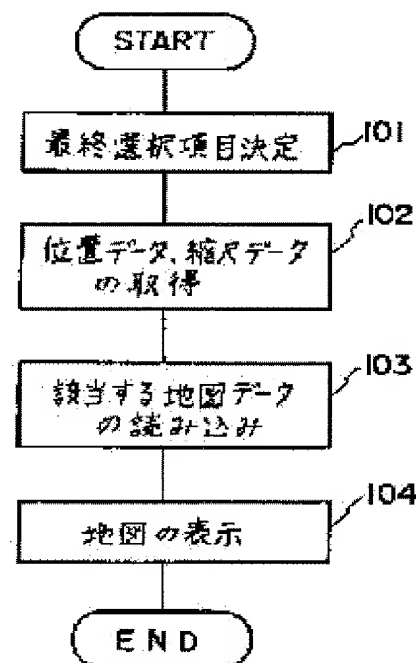 START
最終選択項目決定
101
位置データ、縮尺データ
の取得
102
該当する地図データ
の読み込み
103
地図の表示
104
END